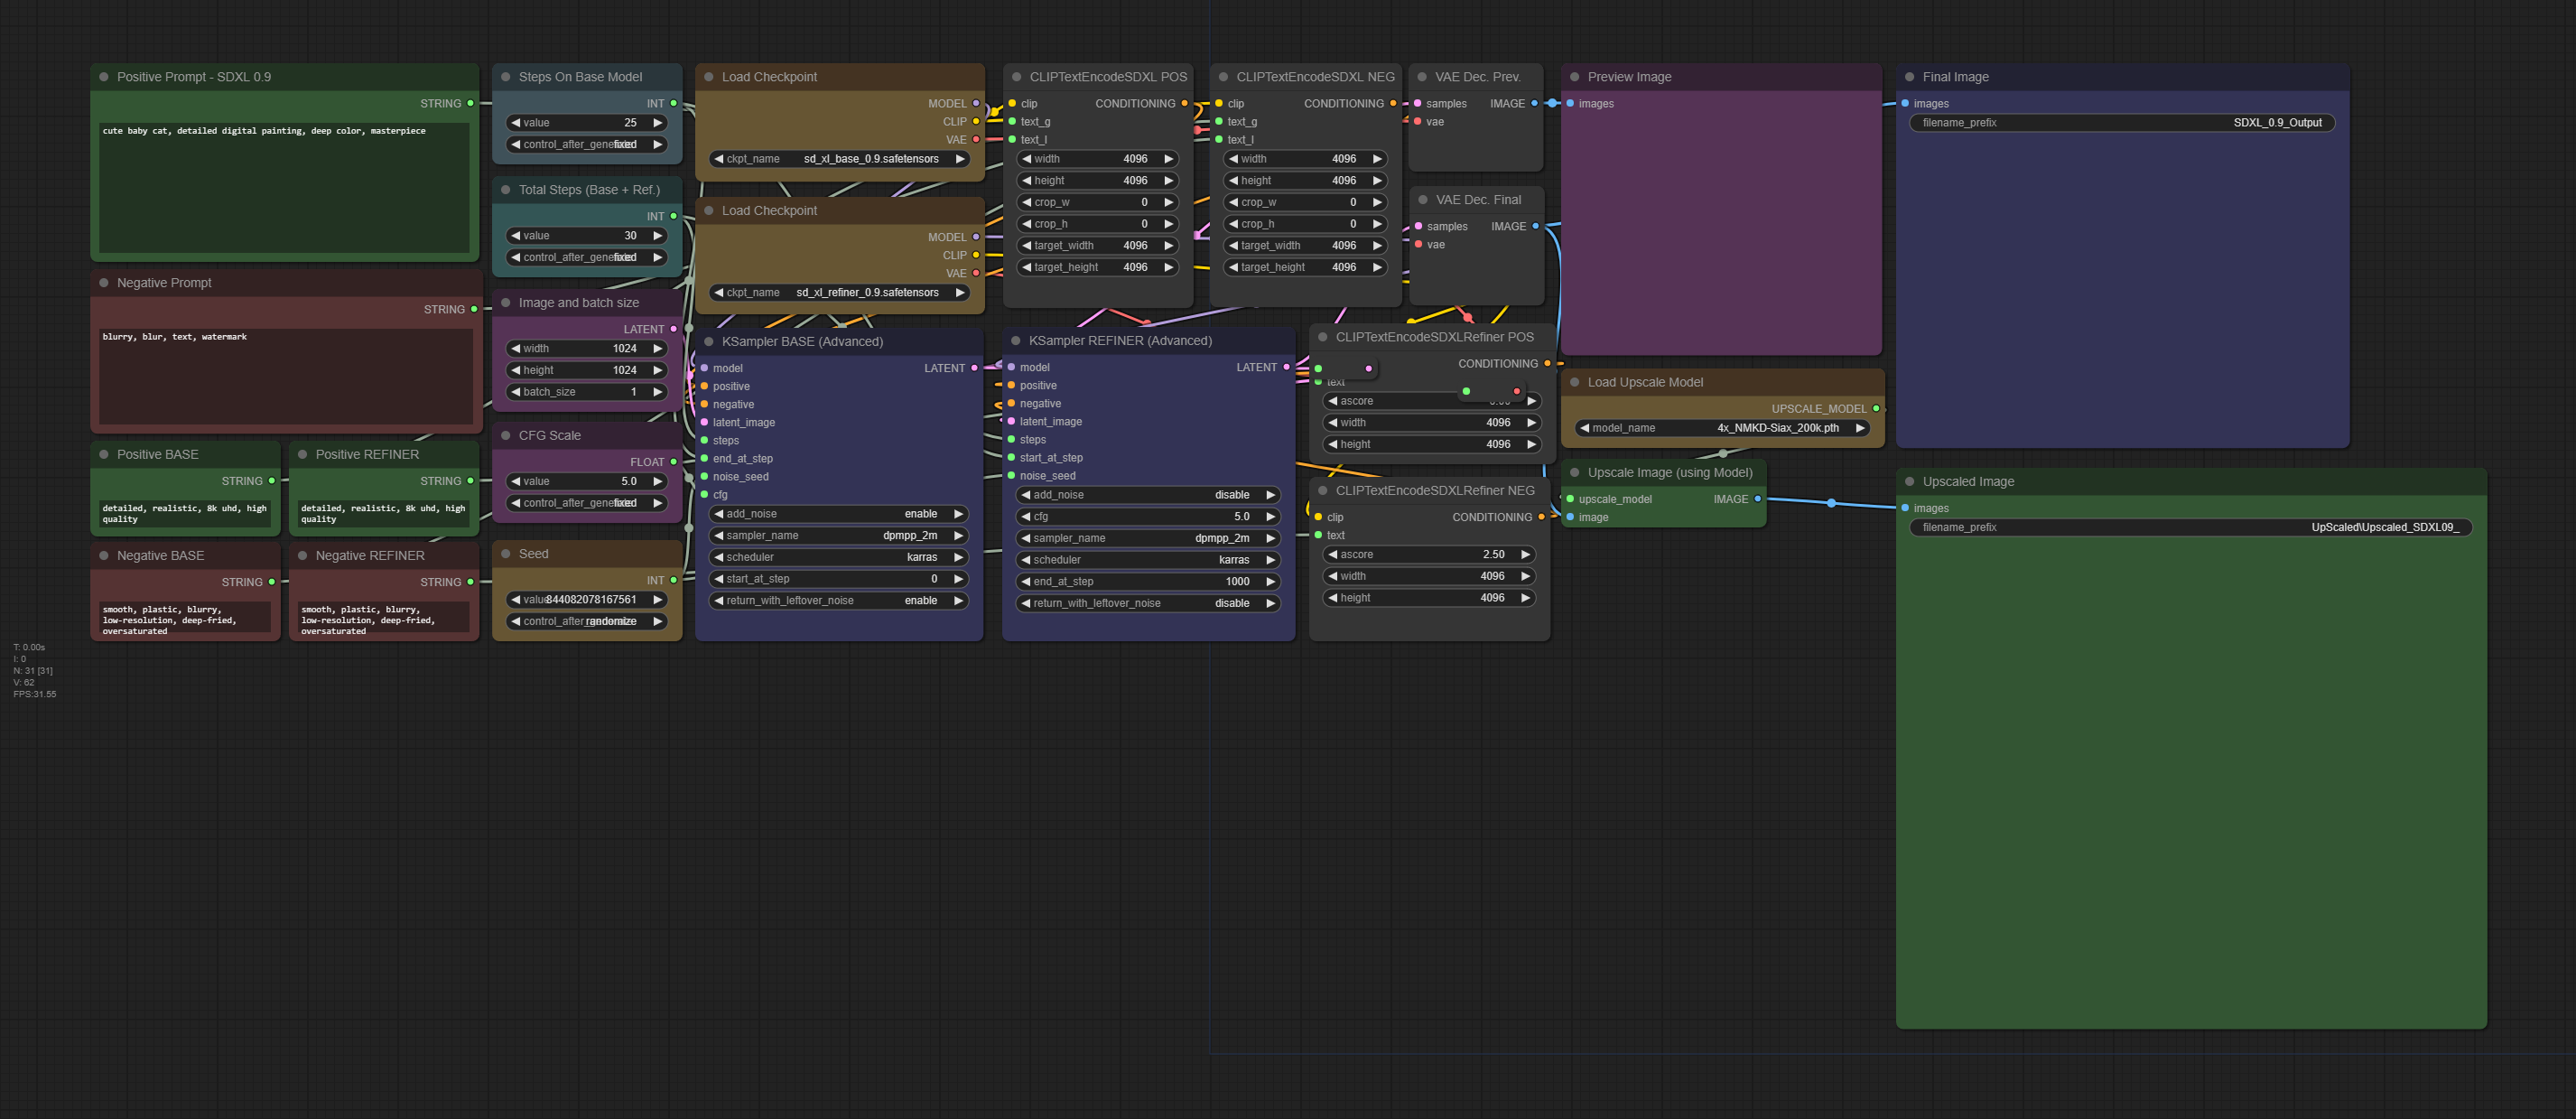 Positive Prompt - SDXL 0.9
STRING
cute baby cat, detailed digital painting, deep color, masterpiece
Negative Prompt
STRING
blurry, blur, text, watermark
Positive BASE
STRING
detailed, realistic, 8k uhd, high
quality
Positive REFINER
STRING
detailed, realistic, 8k uhd, high
quality
Negative BASE
STRING
smooth, plastic, blurry,
low-resolution, deep-fried,
oversaturated
Negative REFINER
STRING
smooth, plastic, blurry,
low-resolution, deep-fried,
oversaturated
T: 0.00s
I: 0
N: 31 [31]
V: 62
FPS:31.55
Steps On Base Model
INT
value 25
fixed
Total Steps (Base + Ref.)
INT
value 30
fixed
Image and batch size
LATENT
width 1024
height 1024
batch_size 1
CFG Scale
FLOAT
value 5.0
fixed
Seed
INT
value 844082078167561
randomize
Load Checkpoint
MODEL
CLIP
VAE
ckpt_name sd_xl_base_0.9.safetensors
Load Checkpoint
MODEL
CLIP
VAE
ckpt_name sd_xl_refiner_0.9.safetensors
KSampler BASE (Advanced)
model LATENT
positive
negative
latent_image
steps
end_at_step
noise_seed
cfg
add_noise enable
sampler_name dpmpp_2m
scheduler karras
start_at_step 0
return_with_leftover_noise enable
CLIPTextEncodeSDXL POS
clip CONDITIONING
text_g
text_l
width 4096
height 4096
crop_w 0
crop_h 0
target_width 4096
target_height 4096
CLIPTextEncodeSDXL NEG
clip CONDITIONING
text_g
text_l
width 4096
height 4096
crop_w 0
crop_h 0
target_width 4096
target_height 4096
KSampler REFINER (Advanced)
model LATENT
positive
negative
latent_image
steps
start_at_step
noise_seed
add_noise disable
cfg 5.0
sampler_name dpmpp_2m
scheduler karras
end_at_step 1000
return_with_leftover_noise disable
VAE Dec. Prev.
samples IMAGE
vae
VAE Dec. Final
samples IMAGE
vae
CLIPTextEncodeSDXLRefiner POS
CONDITIONING
text
ascore
width 4096
height 4096
CLIPTextEncodeSDXLRefiner NEG
clip CONDITIONING
text
ascore 2.50
width 4096
height 4096
Preview Image
images
Load Upscale Model
UPSCALE_MODEL
model_name 4x_NMKD-Siax_200k.pth
Upscale Image (using Model)
upscale_model IMAGE
image
Final Image
images
filename_prefix SDXL_0.9_Output
Upscaled Image
images
filename_prefix UpScaled\Upscaled_SDXL09_